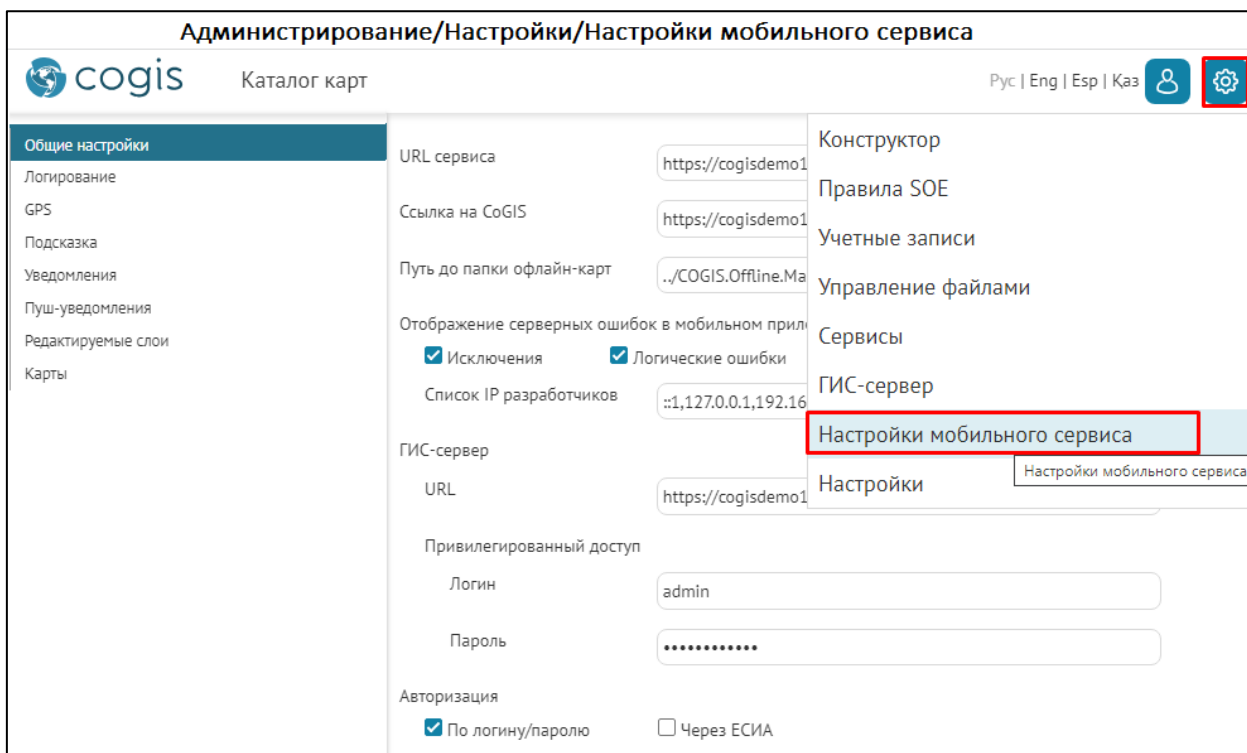 Администрирование/Настройки/Настройки мобильного сервиса
cogis Каталог карт Рус | Eng | Esp | Қаз
Общие настройки
Логирование
GPS
Подсказка
Уведомления
Пуш-уведомления
Редактируемые слои
Карты
URL сервиса https://cogisdemo1
Ссылка на CoGIS https://cogisdemo1
Путь до папки офлайн-карт ../COGIS.Offline.Ma
Отображение серверных ошибок в мобильном прил
Исключения Логические ошибки
Список IP разработчиков ::1,127.0.0.1,192.16
ГИС-сервер
URL https://cogisdemo1
Привилегированный доступ
Логин admin
Пароль ••••••••••••
Авторизация
По логину/паролю Через ЕСИА
Конструктор
Правила SOE
Учетные записи
Управление файлами
Сервисы
ГИС-сервер
Настройки мобильного сервиса
Настройки мобильного сервиса
Настройки